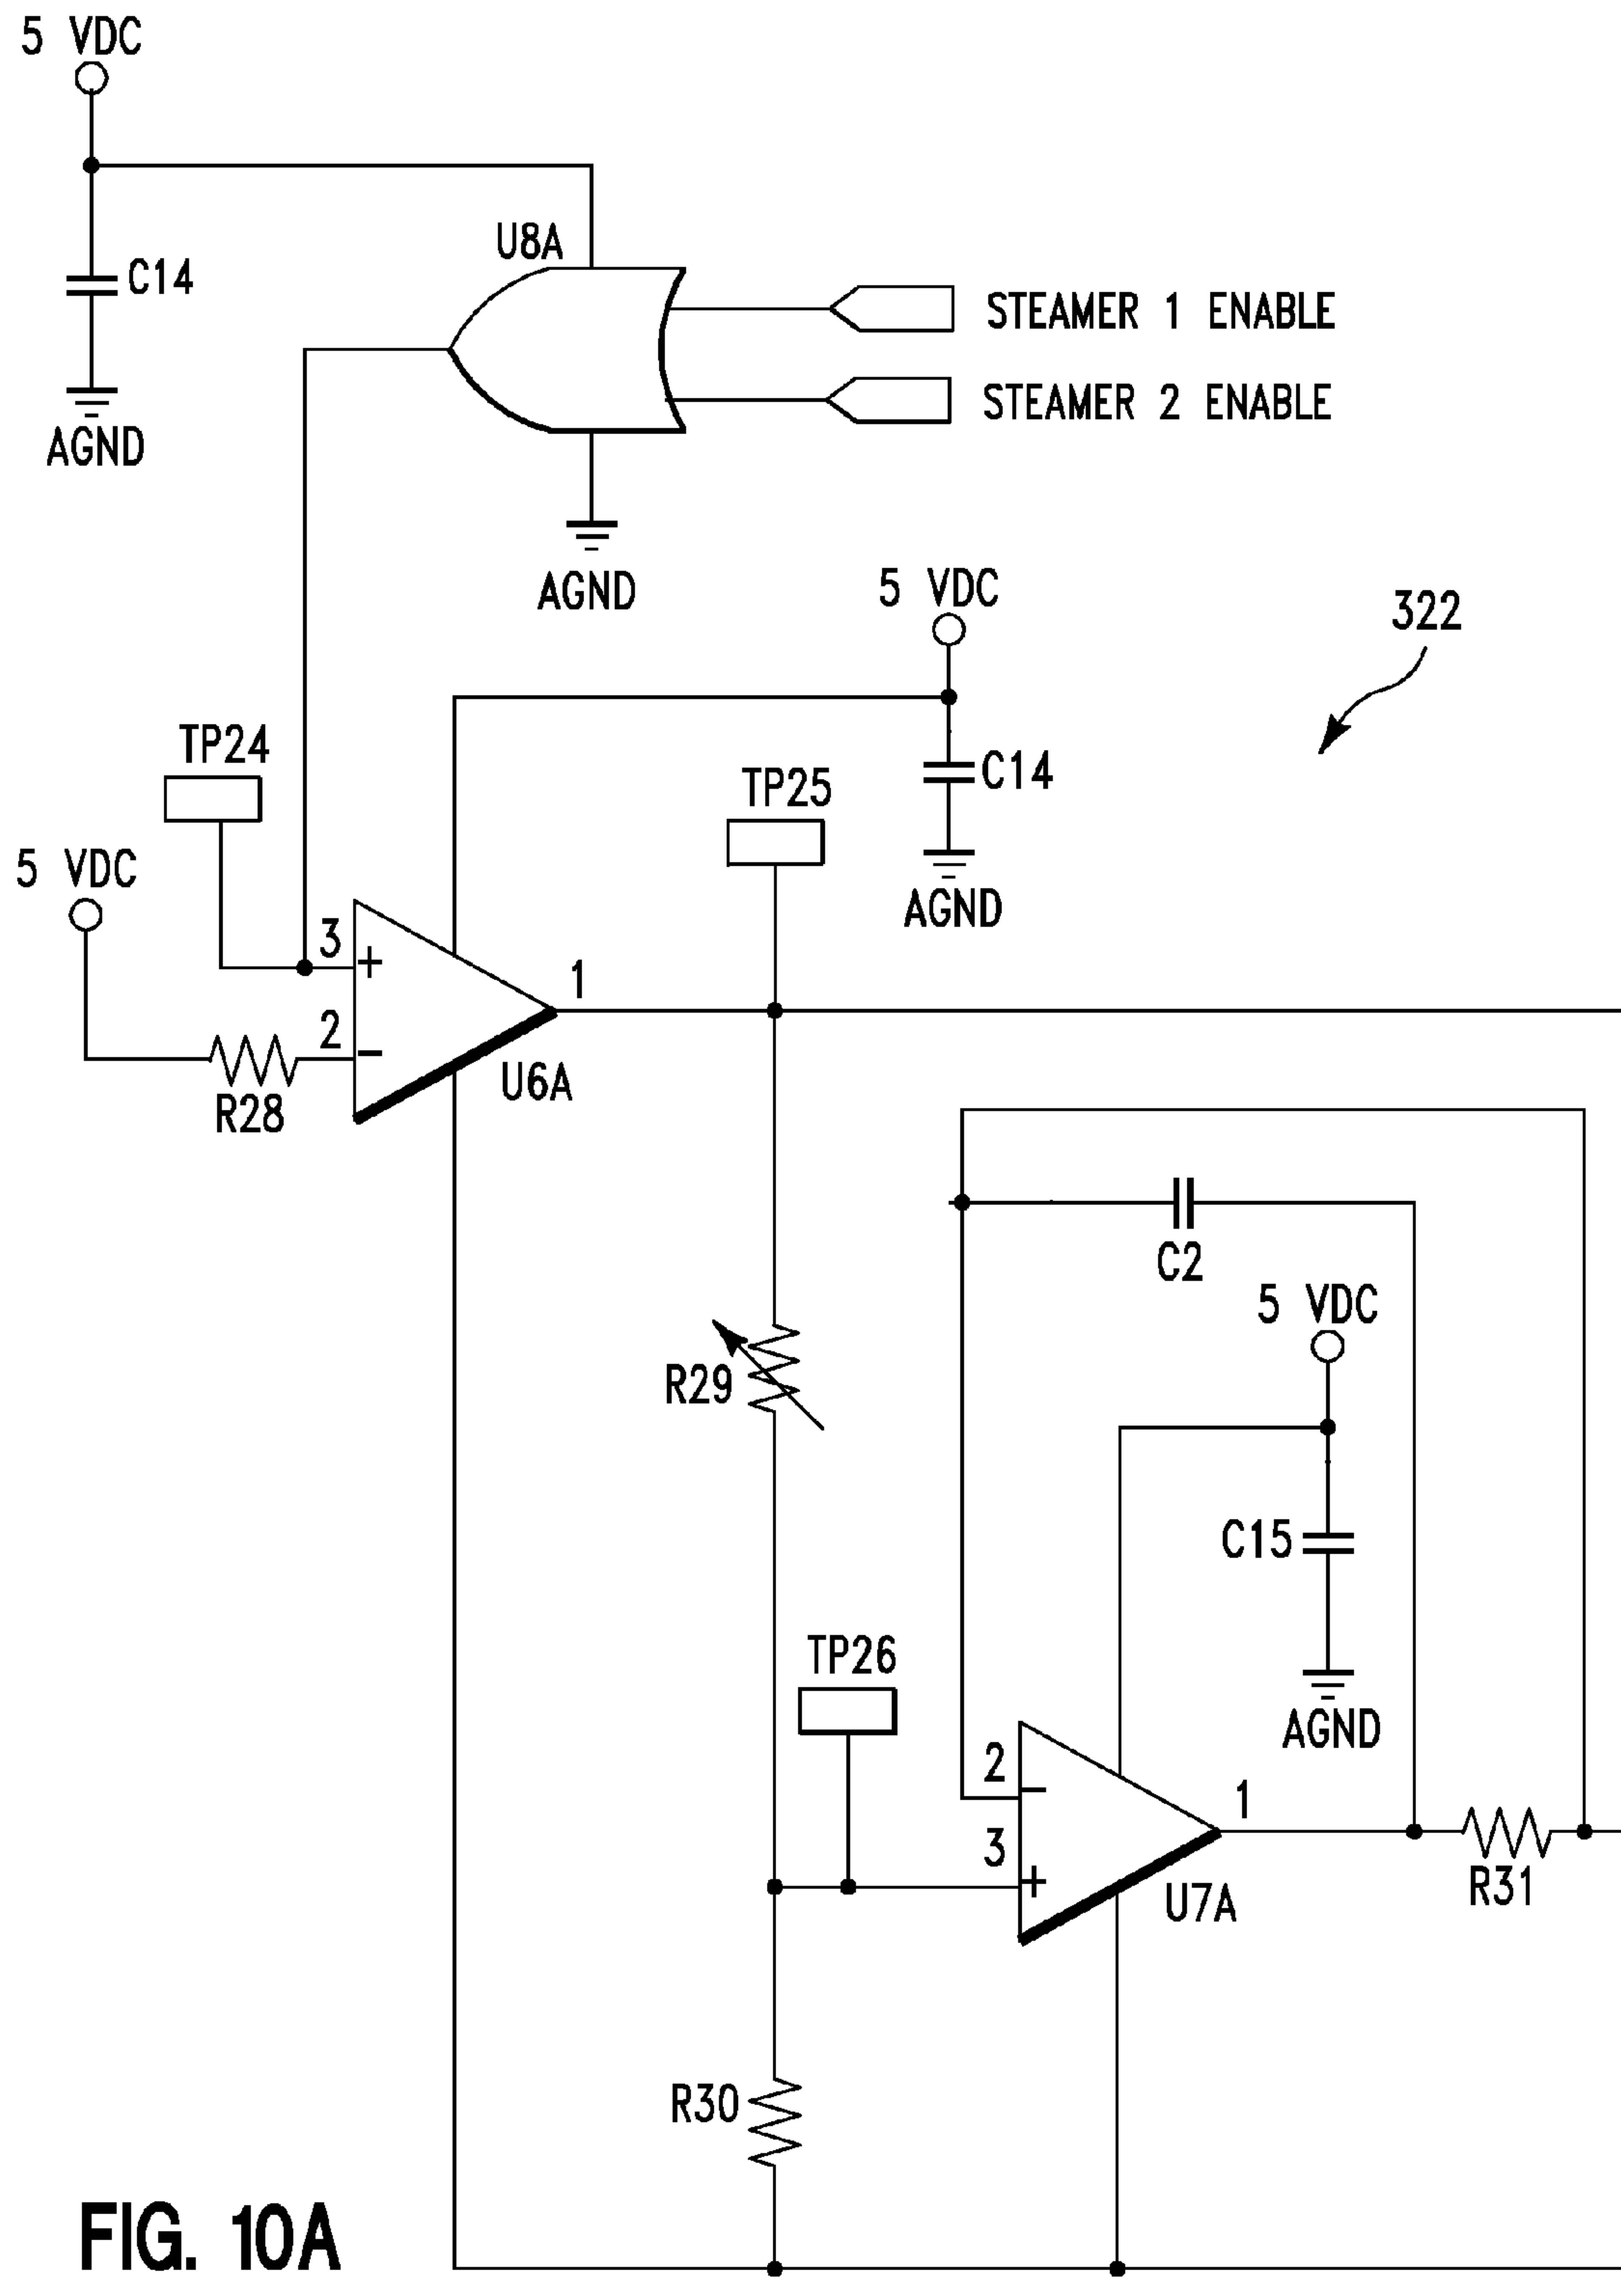 5 VDC
U8A
C14
STEAMER 1 ENABLE
STEAMER 2 ENABLE
AGND
AGND
5 VDC
322
TP24
C14
TP25
5 VDC
AGND
3
+
1
2
−
U6A
R28
C2
5 VDC
R29
C15
TP26
AGND
2
−
1
3
+
U7A
R31
R30
FIG. 10A